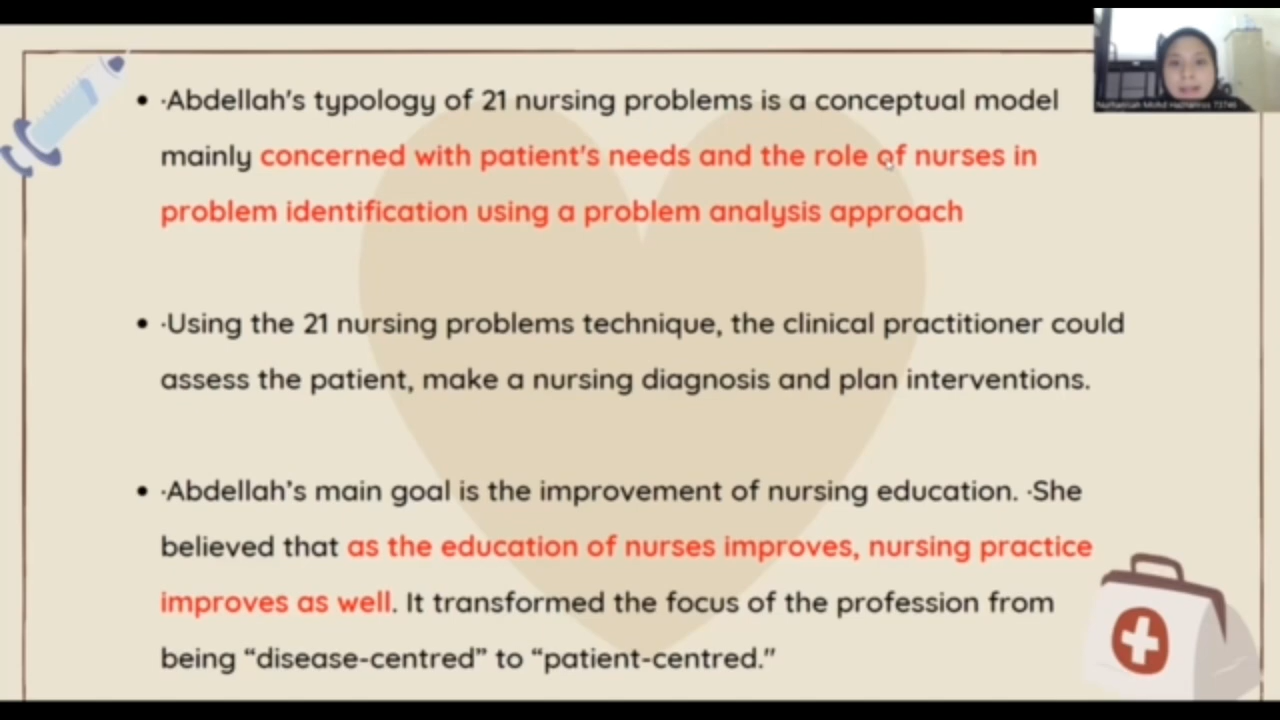 • ·Abdellah's typology of 21 nursing problems is a conceptual model
mainly concerned with patient's needs and the role of nurses in
problem identification using a problem analysis approach
• ·Using the 21 nursing problems technique, the clinical practitioner could
assess the patient, make a nursing diagnosis and plan interventions.
• ·Abdellah’s main goal is the improvement of nursing education. ·She
believed that as the education of nurses improves, nursing practice
improves as well. It transformed the focus of the profession from
being “disease-centred” to “patient-centred."